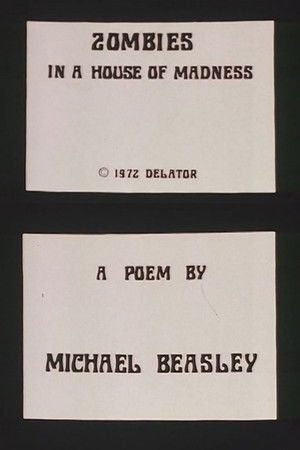 ZOMBIES
IN A HOUSE OF MADNESS
© 1972 DELATOR
A POEM BY
MICHAEL BEASLEY